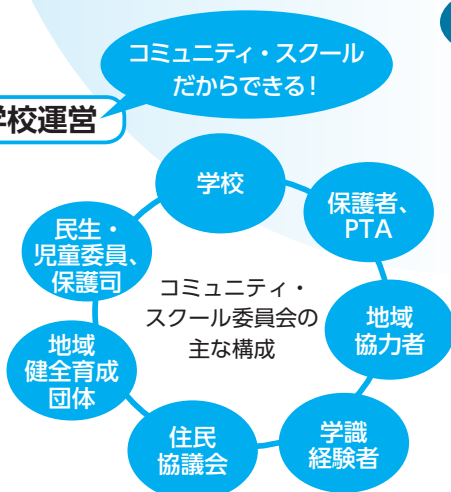 コミュニティ・スクール
だからできる！
学校運営
学校
保護者、
PTA
地域
協力者
学識
経験者
住民
協議会
地域
健全育成
団体
民生・
児童委員、
保護司
コミュニティ・
スクール委員会の
主な構成